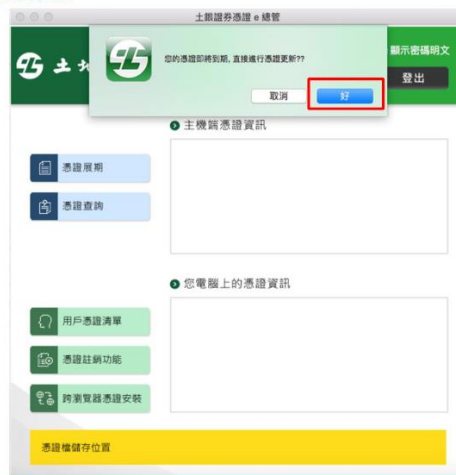 土銀證券憑證 e 總管
土地
您的憑證即將到期, 直接進行憑證更新??
取消
好
顯示密碼明文
登出
主機端憑證資訊
憑證展期
憑證查詢
您電腦上的憑證資訊
用戶憑證清單
憑證註銷功能
跨瀏覽器憑證安裝
憑證檔儲存位置